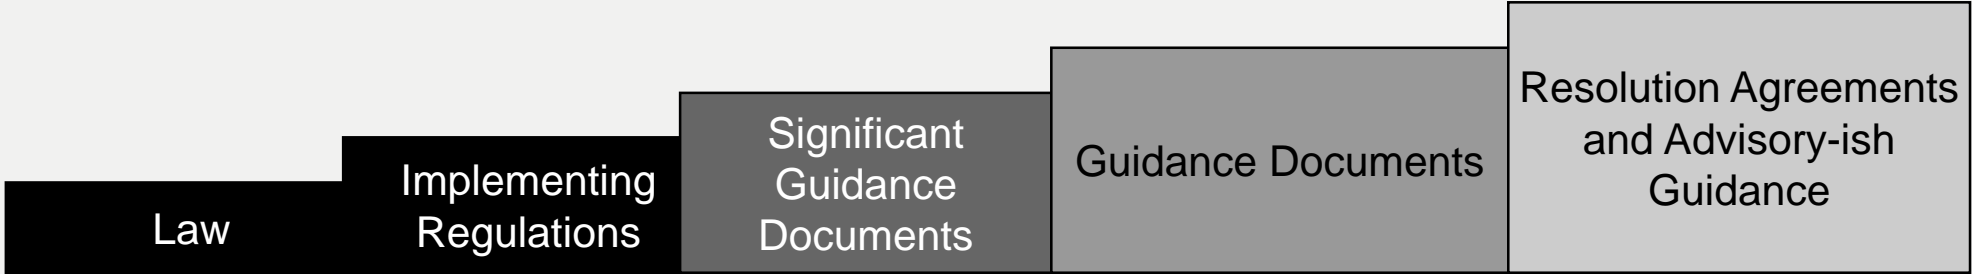 Law
Implementing
Regulations
Significant
Guidance
Documents
Guidance Documents
Resolution Agreements
and Advisory-ish
Guidance